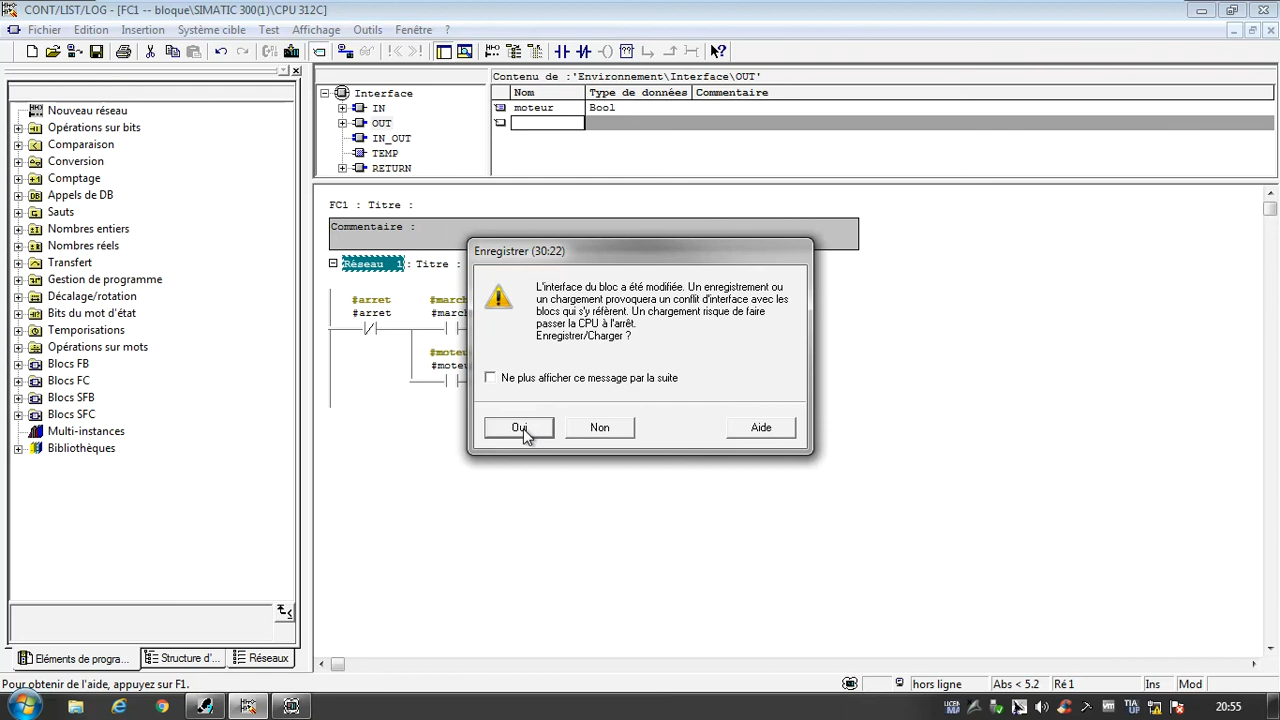 CONT/LIST/LOG - [FC1 -- bloque\SIMATIC 300(1)\CPU 312C]
Fichier Edition Insertion Système cible Test Affichage Outils Fenêtre ?
Contenu de :'Environnement\Interface\OUT'
Interface
Nom Type de données Commentaire
IN
moteur Bool
OUT
IN_OUT
TEMP
RETURN
Nouveau réseau
Opérations sur bits
Comparaison
Conversion
Comptage
Appels de DB
Sauts
Nombres entiers
Nombres réels
Transfert
Gestion de programme
Décalage/rotation
Bits du mot d'état
Temporisations
Opérations sur mots
Blocs FB
Blocs FC
Blocs SFB
Blocs SFC
Multi-instances
Bibliothèques
FC1 : Titre :
Commentaire :
Réseau 1 : Titre :
#arret #march
#arret #march
#moteu
#moteu
Enregistrer (30:22)
L'interface du bloc a été modifiée. Un enregistrement ou
un chargement provoquera un conflit d'interface avec les
blocs qui s'y réfèrent. Un chargement risque de faire
passer la CPU à l'arrêt.
Enregistrer/Charger ?
Ne plus afficher ce message par la suite
Oui Non Aide
Eléments de progra... Structure d'... Réseaux
Pour obtenir de l'aide, appuyez sur F1.
hors ligne Abs < 5.2 Ré 1 Ins Mod
20:55